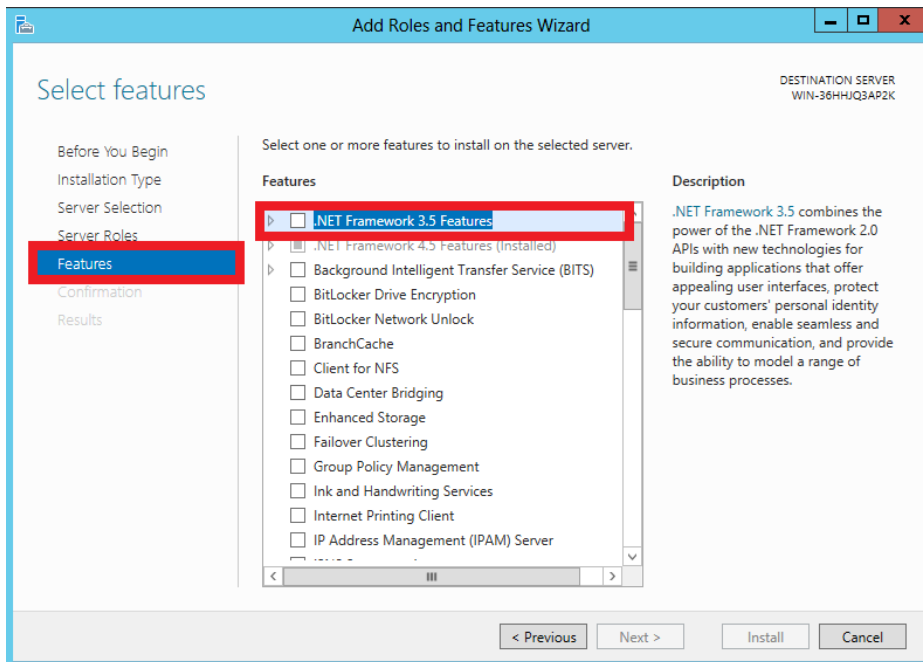 Add Roles and Features Wizard
Select features
DESTINATION SERVER
WIN-36HHJQ3AP2K
Before You Begin
Installation Type
Server Selection
Server Roles
Features
Confirmation
Results
Select one or more features to install on the selected server.
Features
.NET Framework 3.5 Features
.NET Framework 4.5 Features (Installed)
Background Intelligent Transfer Service (BITS)
BitLocker Drive Encryption
BitLocker Network Unlock
BranchCache
Client for NFS
Data Center Bridging
Enhanced Storage
Failover Clustering
Group Policy Management
Ink and Handwriting Services
Internet Printing Client
IP Address Management (IPAM) Server
Description
.NET Framework 3.5 combines the
power of the .NET Framework 2.0
APIs with new technologies for
building applications that offer
appealing user interfaces, protect
your customers' personal identity
information, enable seamless and
secure communication, and provide
the ability to model a range of
business processes.
< Previous
Next >
Install
Cancel